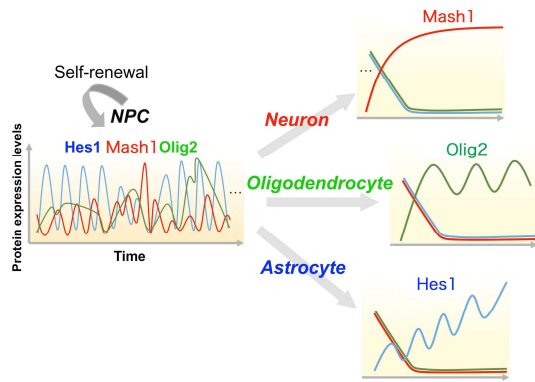 Mash1
...
Self-renewal
NPC
Neuron
Hes1 Mash1 Olig2
Protein expression levels
...
Time
Oligodendrocyte
Olig2
Astrocyte
Hes1